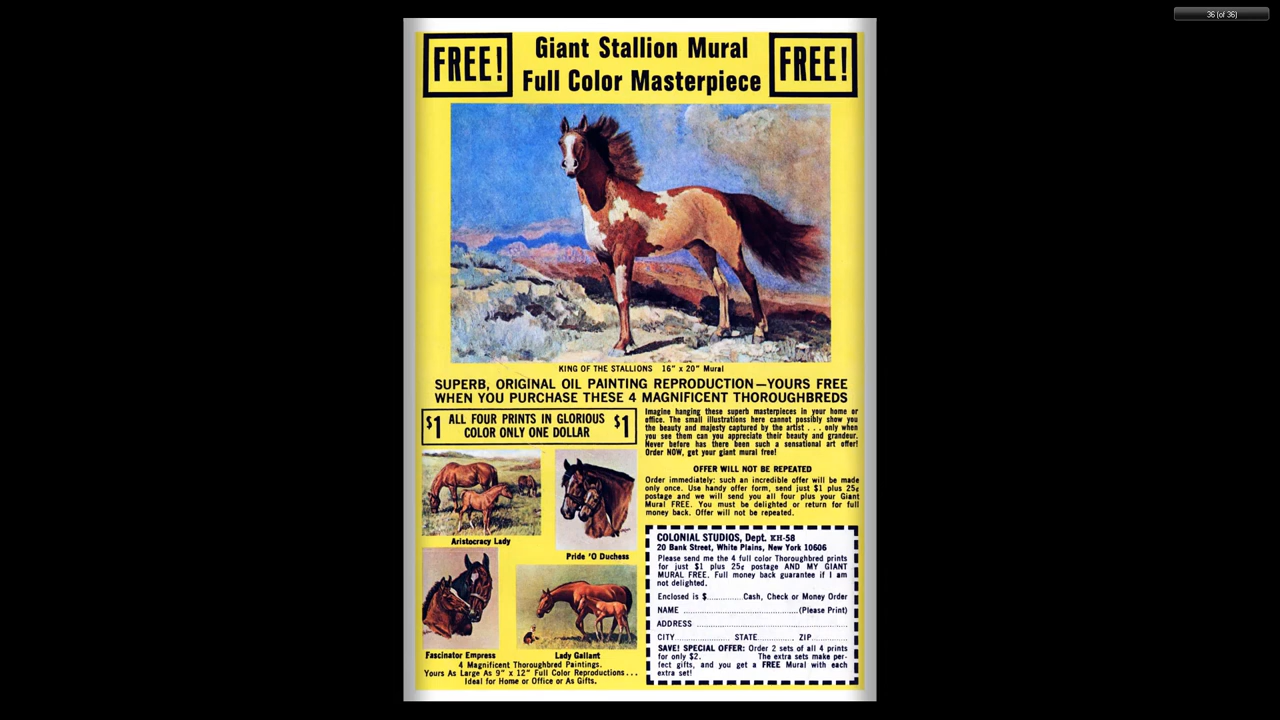 36 (of 36)
FREE!
Giant Stallion Mural
Full Color Masterpiece
FREE!
KING OF THE STALLIONS 16" x 20" Mural
SUPERB, ORIGINAL OIL PAINTING REPRODUCTION—YOURS FREE
WHEN YOU PURCHASE THESE 4 MAGNIFICENT THOROUGHBREDS
$1 ALL FOUR PRINTS IN GLORIOUS $1
COLOR ONLY ONE DOLLAR
Aristocracy Lady
Pride 'O Duchess
Fascinator Empress
Lady Gallant
4 Magnificent Thoroughbred Paintings.
Yours As Large As 9" x 12" Full Color Reproductions...
Ideal for Home or Office or As Gifts.
Imagine hanging these superb masterpieces in your home or
office. The small illustrations here cannot possibly show you
the beauty and majesty captured by the artist . . . only when
you see them can you appreciate their beauty and grandeur.
Never before has there been such a sensational art offer!
Order NOW, get your giant mural free!
OFFER WILL NOT BE REPEATED
Order immediately: such an incredible offer will be made
only once. Use handy offer form, send just $1 plus 25¢
postage and we will send you all four plus your Giant
Mural FREE. You must be delighted or return for full
money back. Offer will not be repeated.
COLONIAL STUDIOS, Dept. KH-58
20 Bank Street, White Plains, New York 10606
Please send me the 4 full color Thoroughbred prints
for just $1 plus 25¢ postage AND MY GIANT
MURAL FREE. Full money back guarantee if I am
not delighted.
Enclosed is $............Cash, Check or Money Order
NAME ......................................(Please Print)
ADDRESS ..................................................
CITY.................. STATE............. ZIP............
SAVE! SPECIAL OFFER: Order 2 sets of all 4 prints
for only $2. The extra sets make per-
fect gifts, and you get a FREE Mural with each
extra set!